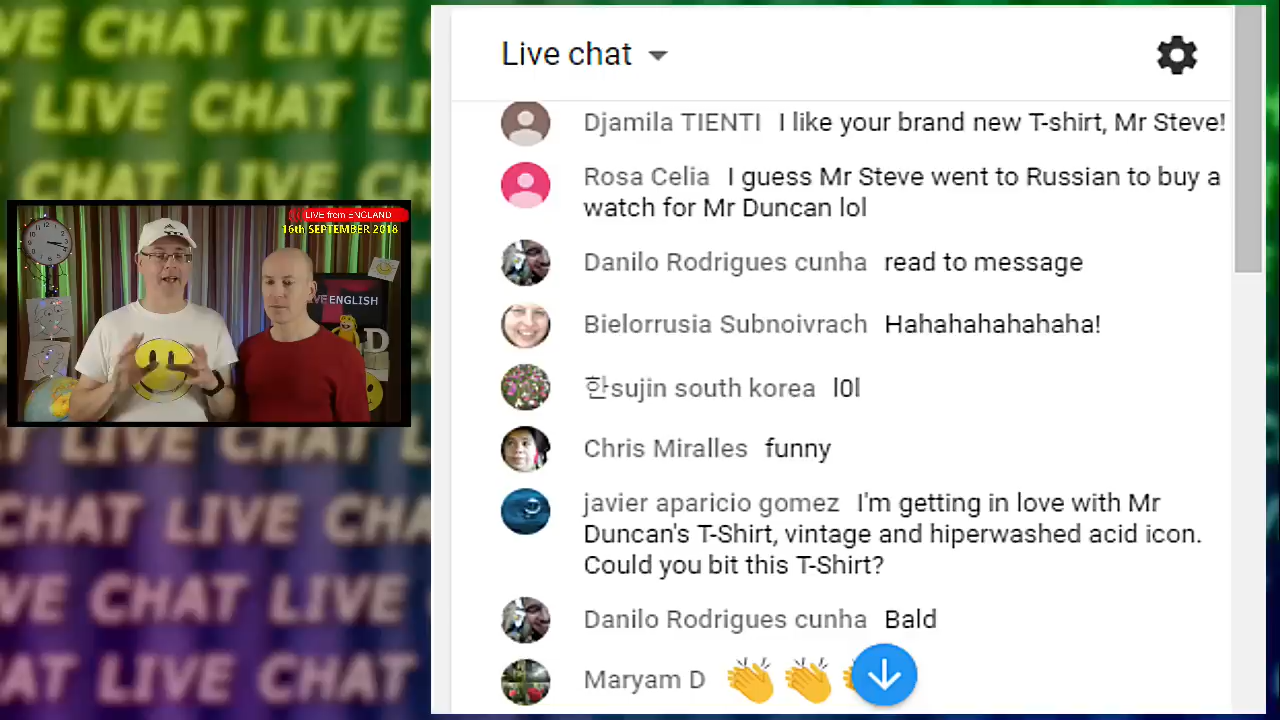 VE CHAT LIVE C
LIVE CHAT LIVE
CHAT LIVE CHAT
LIVE from ENGLAND
16th SEPTEMBER 2018
LIVE ENGLISH
D
T LIVE CHAT L
CHAT LIVE CHA
VE CHAT LIVE
AT LIVE CHAT
Live chat
Djamila TIENTI I like your brand new T-shirt, Mr Steve!
Rosa Celia I guess Mr Steve went to Russian to buy a
watch for Mr Duncan lol
Danilo Rodrigues cunha read to message
Bielorrusia Subnoivrach Hahahahahahaha!
한sujin south korea l0l
Chris Miralles funny
javier aparicio gomez I'm getting in love with Mr
Duncan's T-Shirt, vintage and hiperwashed acid icon.
Could you bit this T-Shirt?
Danilo Rodrigues cunha Bald
Maryam D 👏 👏